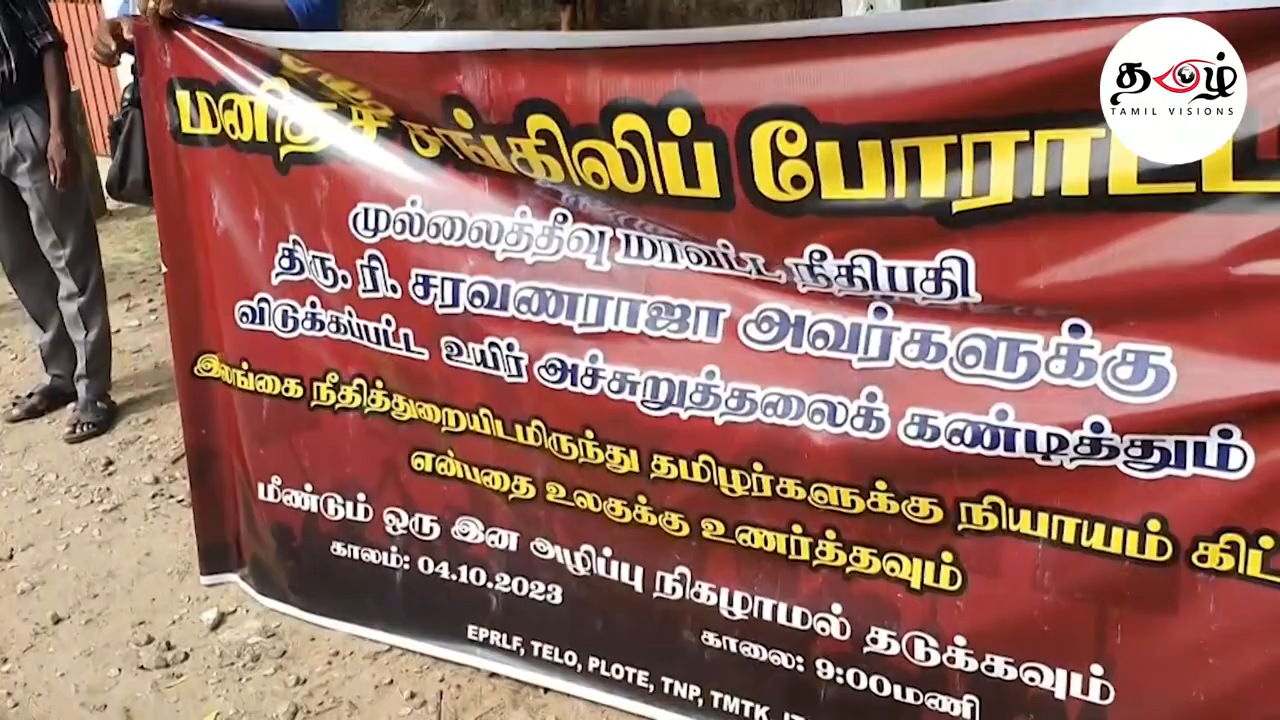 தமிழ்
TAMIL VISIONS
மனிதச் சங்கிலிப்
முல்லைத்தீவு மாவட்ட நீதிபதி
திரு. ரி. சரவணராஜா அவர்களுக்கு
விடுக்கப்பட்ட உயிர் அச்சுறுத்தலைக் கண்டித்தும்
இலங்கை நீதித்துறையிடமிருந்து தமிழர்களுக்கு நியாயம்
என்பதை உலகுக்கு உணர்த்தவும்
மீண்டும் ஒரு இன அழிப்பு நிகழாமல் தடுக்கவும்
காலம்: 04.10.2023
காலை: 9:00மணி
EPRLF, TELO, PLOTE, TNP, TMTK,